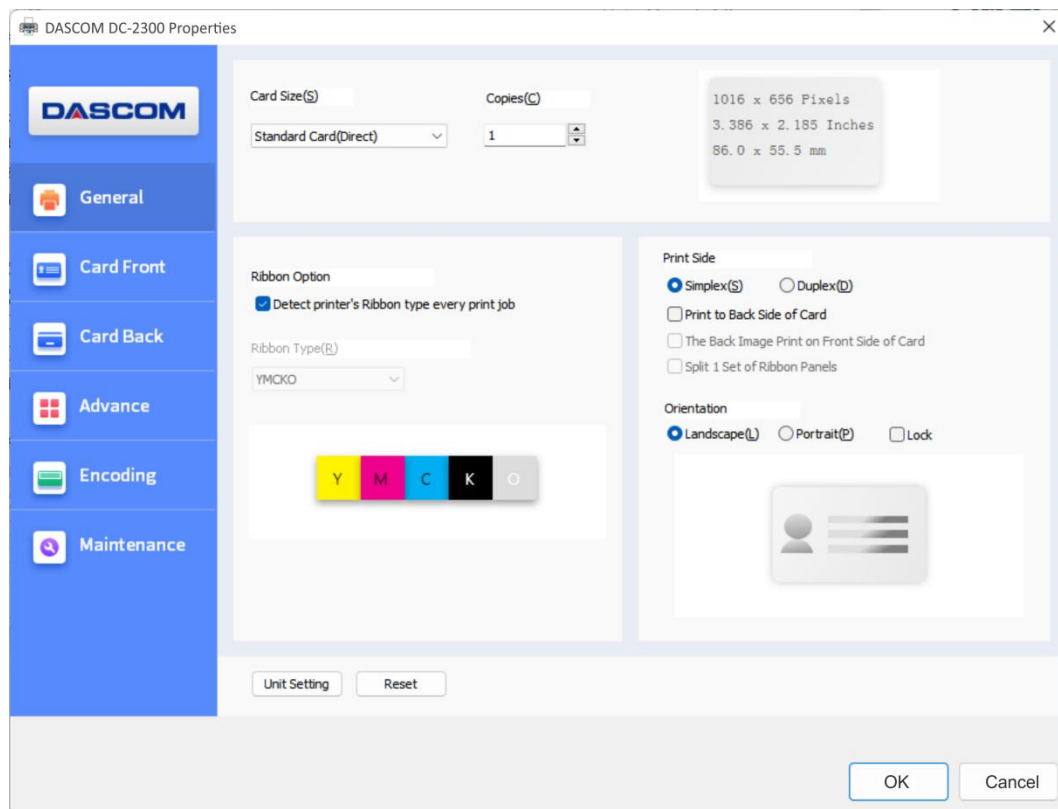 DASCOM DC-2300 Properties
DASCOM
General
Card Front
Card Back
Advance
Encoding
Maintenance
Card Size(S)
Standard Card(Direct)
Copies(C)
1
1016 x 656 Pixels
3.386 x 2.185 Inches
86.0 x 55.5 mm
Ribbon Option
Detect printer's Ribbon type every print job
Ribbon Type(R)
YMCKO
Y M C K O
Print Side
Simplex(S) Duplex(D)
Print to Back Side of Card
The Back Image Print on Front Side of Card
Split 1 Set of Ribbon Panels
Orientation
Landscape(L) Portrait(P) Lock
Unit Setting Reset
OK Cancel